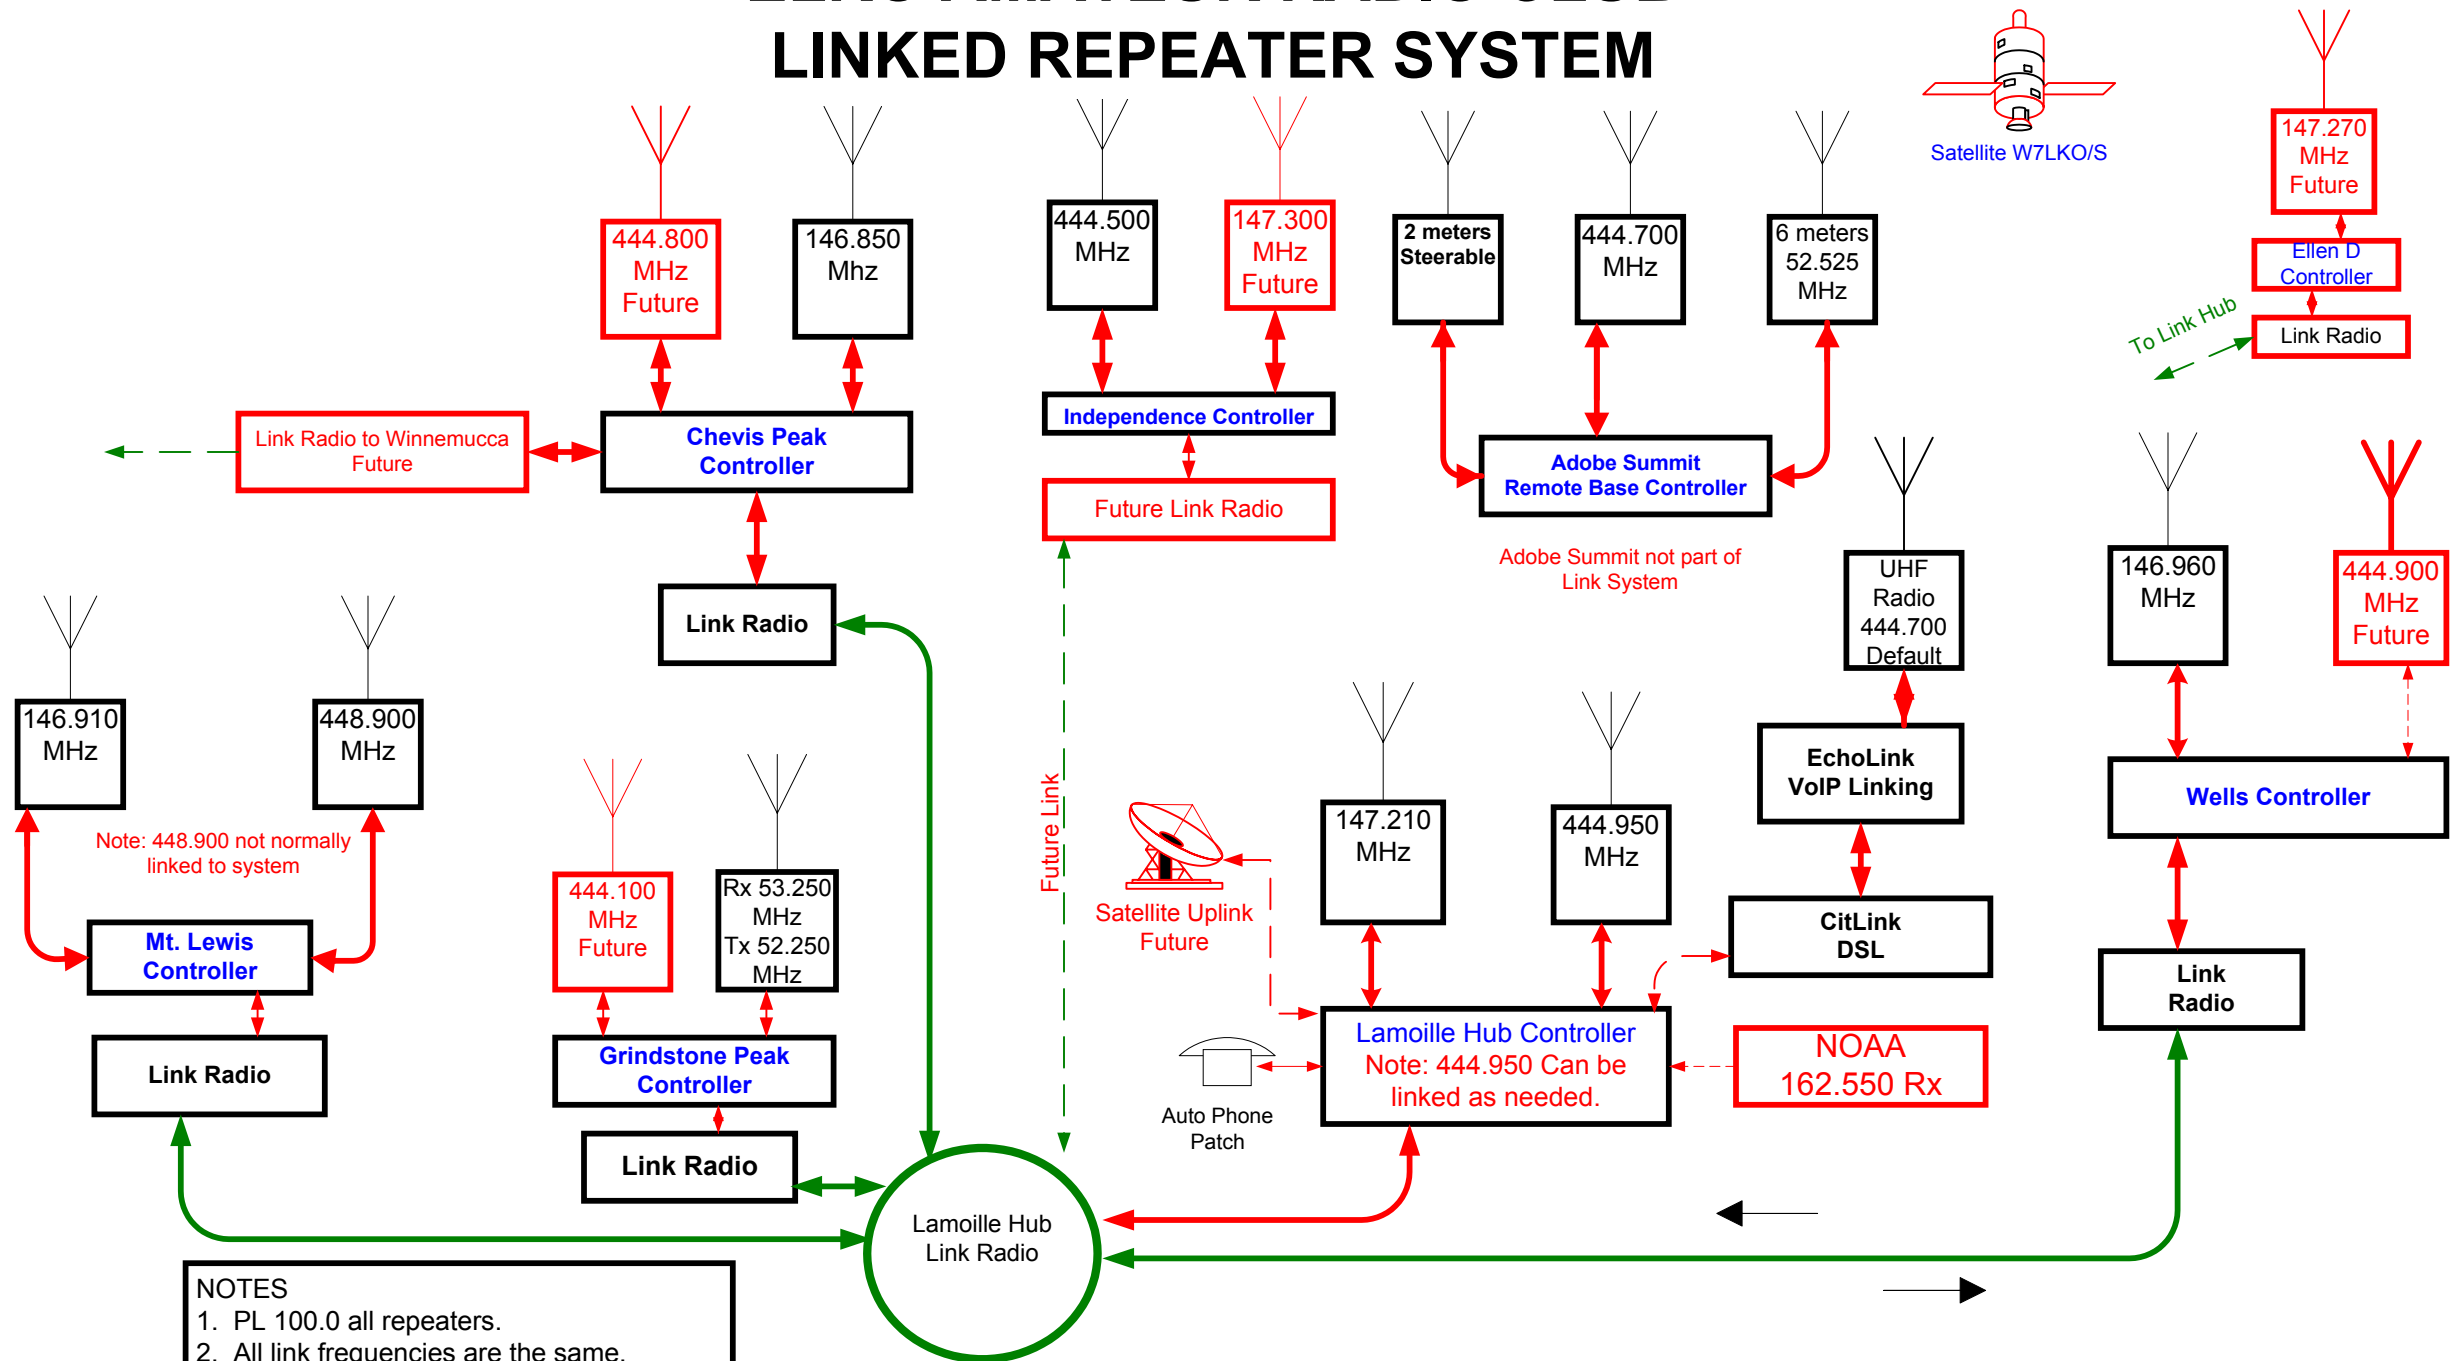 LINKED REPEATER SYSTEM
Satellite W7LKO/S
147.270
MHz
Future
Ellen D
Controller
Link Radio
To Link Hub
444.800
MHz
Future
146.850
Mhz
444.500
MHz
147.300
MHz
Future
2 meters
Steerable
444.700
MHz
6 meters
52.525
MHz
Link Radio to Winnemucca
Future
Chevis Peak
Controller
Independence Controller
Future Link Radio
Adobe Summit
Remote Base Controller
Adobe Summit not part of
Link System
Link Radio
UHF
Radio
444.700
Default
146.960
MHz
444.900
MHz
Future
146.910
MHz
448.900
MHz
Note: 448.900 not normally
linked to system
Mt. Lewis
Controller
Link Radio
444.100
MHz
Future
Rx 53.250
MHz
Tx 52.250
MHz
Grindstone Peak
Controller
Link Radio
Future Link
Satellite Uplink
Future
147.210
MHz
444.950
MHz
EchoLink
VoIP Linking
CitLink
DSL
Wells Controller
Link
Radio
Lamoille Hub Controller
Note: 444.950 Can be
linked as needed.
NOAA
162.550 Rx
Auto Phone
Patch
Lamoille Hub
Link Radio
NOTES
1. PL 100.0 all repeaters.
2. All link frequencies are the same.